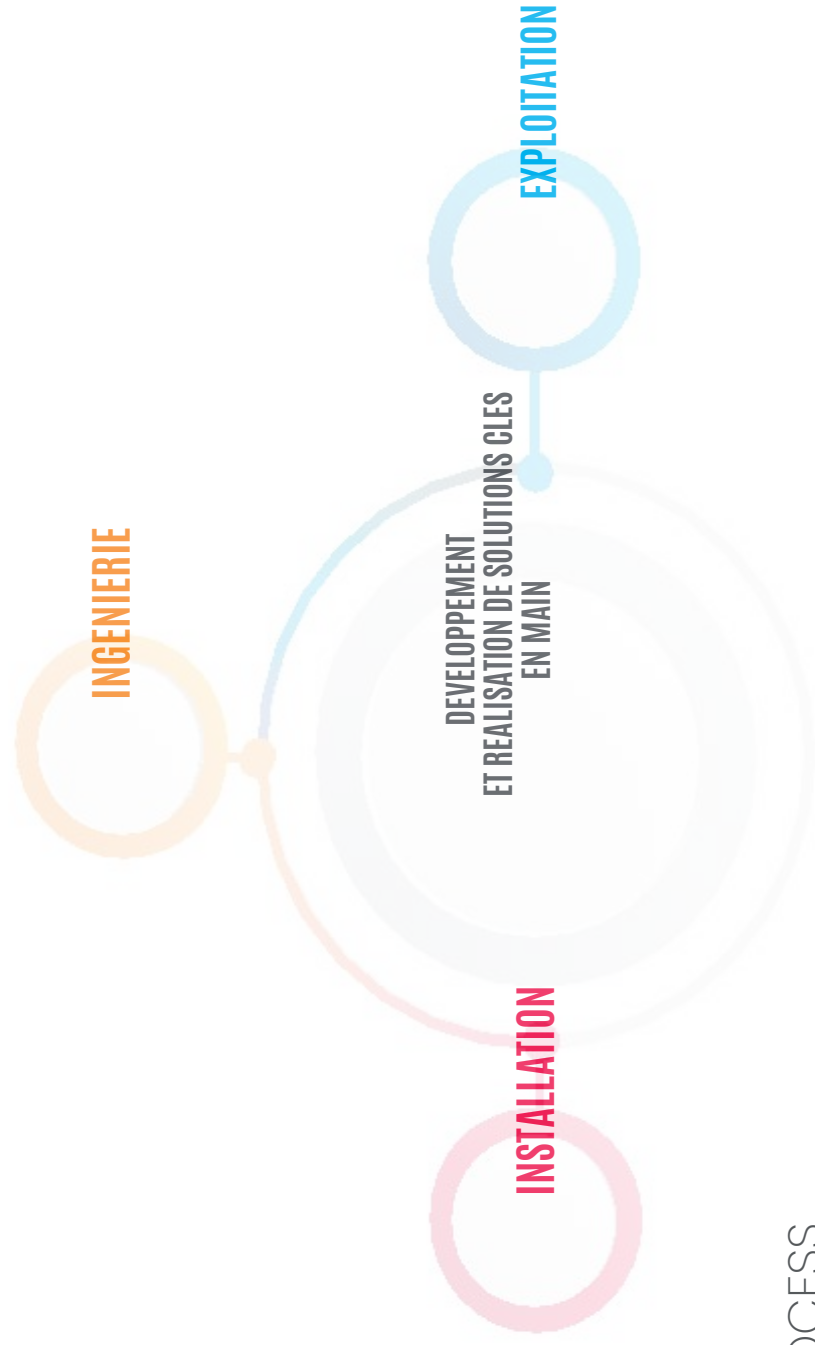 INGENIERIE
DEVELOPPEMENT
ET REALISATION DE SOLUTIONS CLES
EN MAIN
INSTALLATION
EXPLOITATION